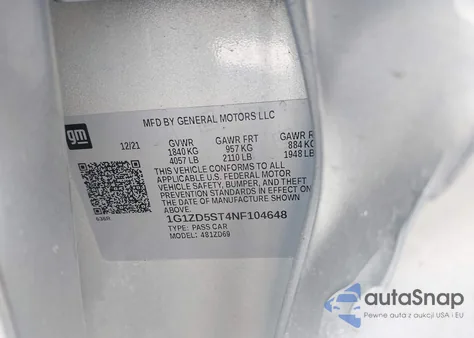 MFD BY GENERAL MOTORS LLC
gm
12/21 GVWR GAWR FRT GAWR R
1840 KG 957 KG 884 KG
4057 LB 2110 LB 1948 LB
THIS VEHICLE CONFORMS TO ALL
APPLICABLE U.S. FEDERAL MOTOR
VEHICLE SAFETY, BUMPER, AND THEFT
PREVENTION STANDARDS IN EFFECT ON
THE DATE OF MANUFACTURE SHOWN
ABOVE.
1G1ZD5ST4NF104648
TYPE: PASS CAR
MODEL: 4S1ZD69
autoSnap
Pewne auta z aukcji USA i EU